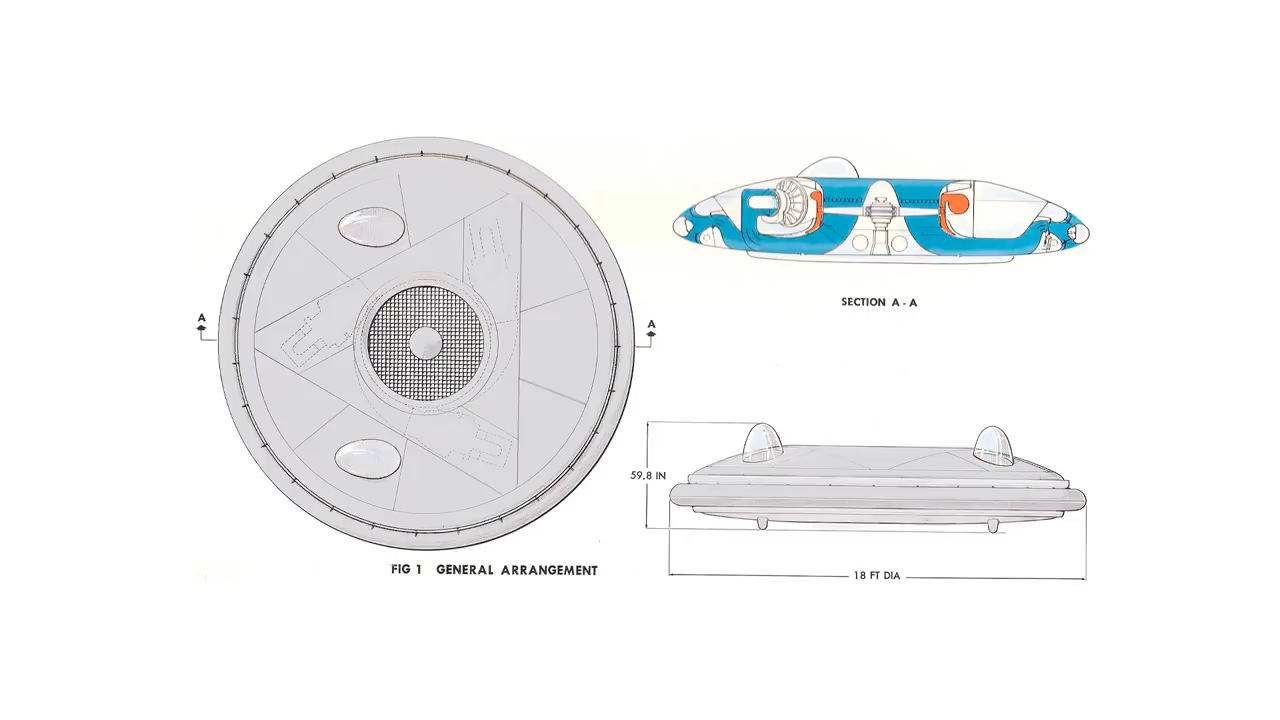 A
A
FIG 1 GENERAL ARRANGEMENT
SECTION A - A
59.8 IN
18 FT DIA